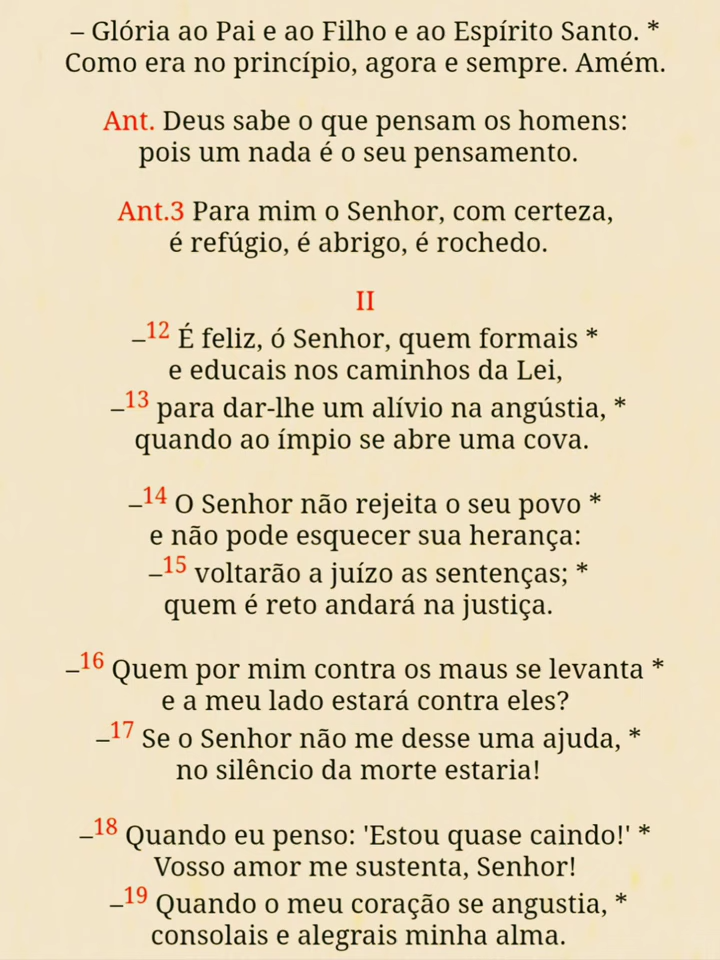 – Glória ao Pai e ao Filho e ao Espírito Santo. *
Como era no princípio, agora e sempre. Amém.
Ant. Deus sabe o que pensam os homens:
pois um nada é o seu pensamento.
Ant.3 Para mim o Senhor, com certeza,
é refúgio, é abrigo, é rochedo.
II
–12 É feliz, ó Senhor, quem formais *
e educais nos caminhos da Lei,
–13 para dar-lhe um alívio na angústia, *
quando ao ímpio se abre uma cova.
–14 O Senhor não rejeita o seu povo *
e não pode esquecer sua herança:
–15 voltarão a juízo as sentenças; *
quem é reto andará na justiça.
–16 Quem por mim contra os maus se levanta *
e a meu lado estará contra eles?
–17 Se o Senhor não me desse uma ajuda, *
no silêncio da morte estaria!
–18 Quando eu penso: 'Estou quase caindo!' *
Vosso amor me sustenta, Senhor!
–19 Quando o meu coração se angustia, *
consolais e alegrais minha alma.